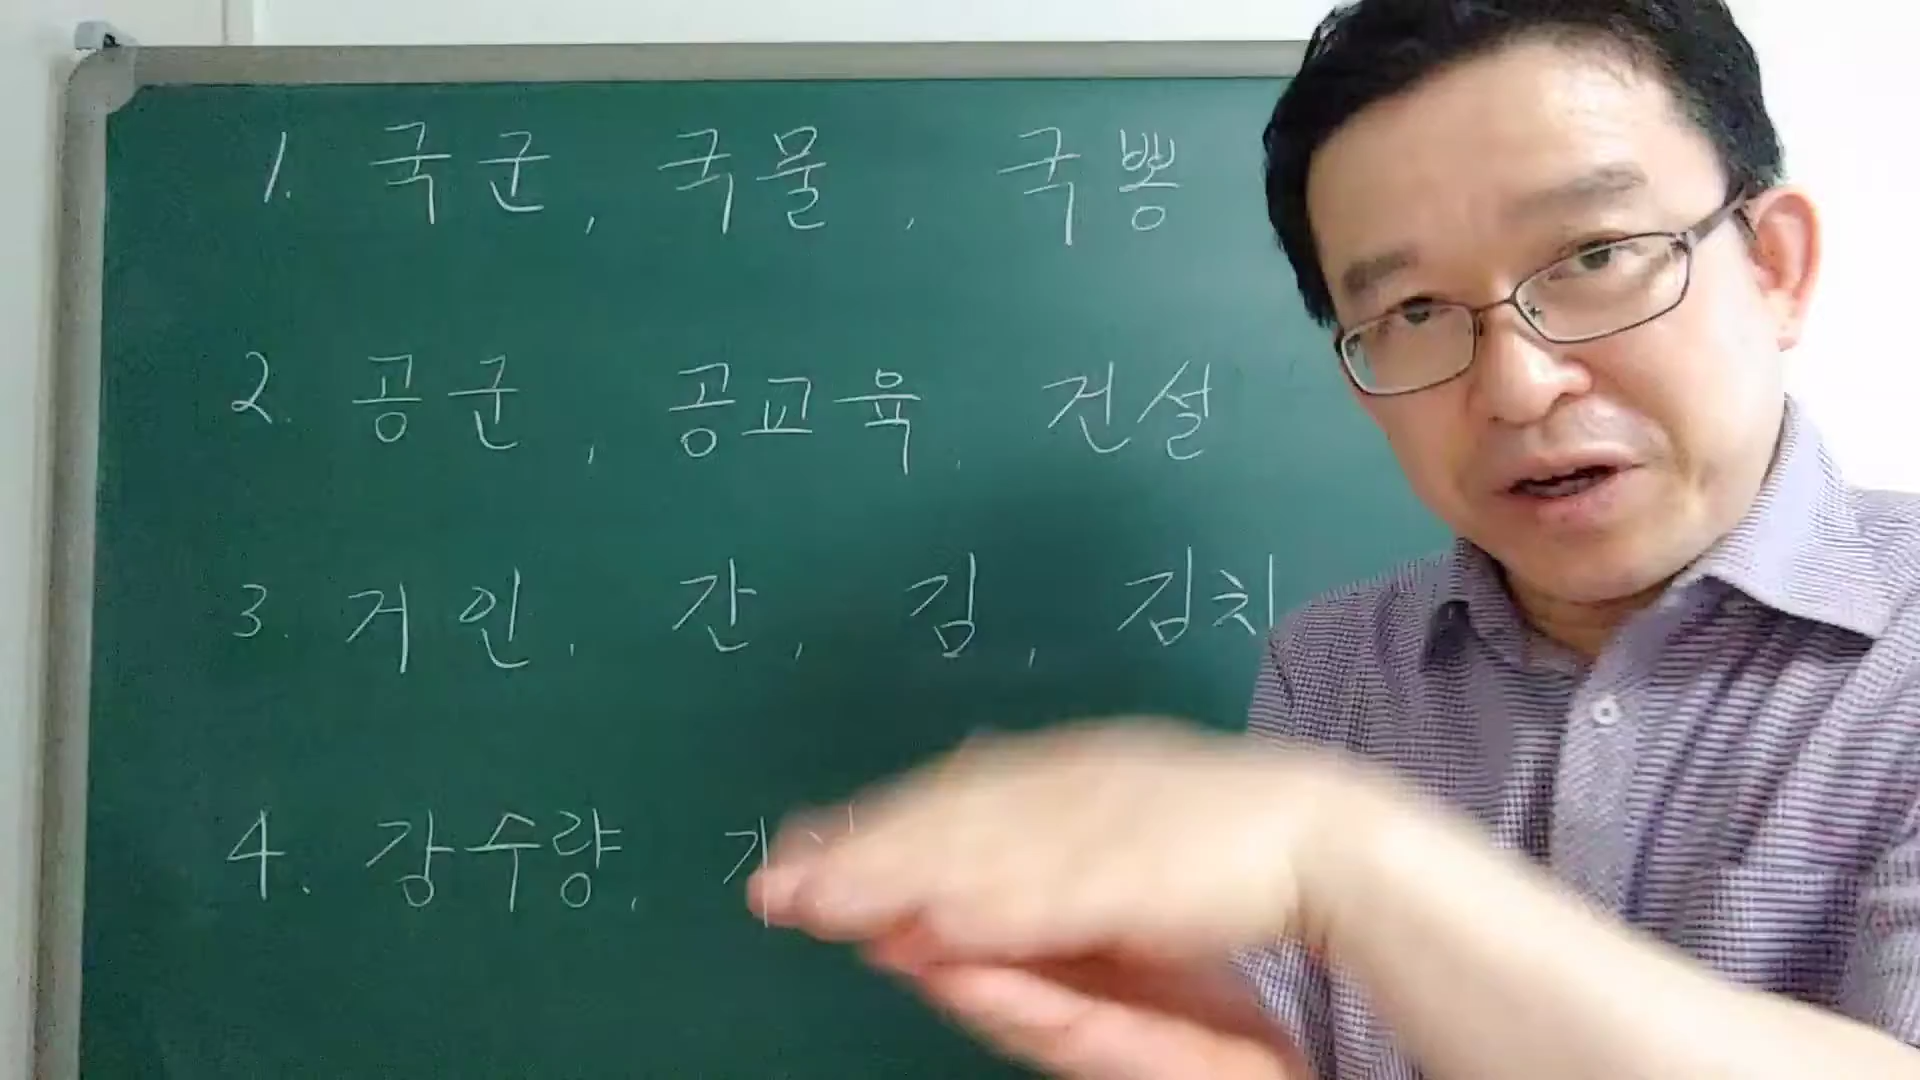 1. 국군, 국물, 국뽕
2. 공군, 공교육, 건설
3. 거인, 간, 김, 김치
4. 강수량,